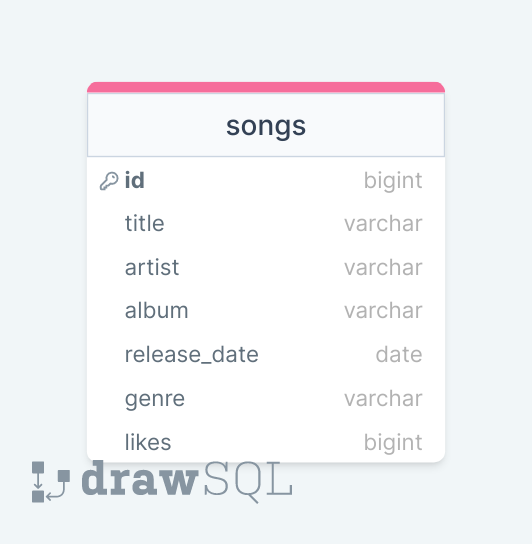 songs
id bigint
title varchar
artist varchar
album varchar
release_date date
genre varchar
likes bigint
drawSQL